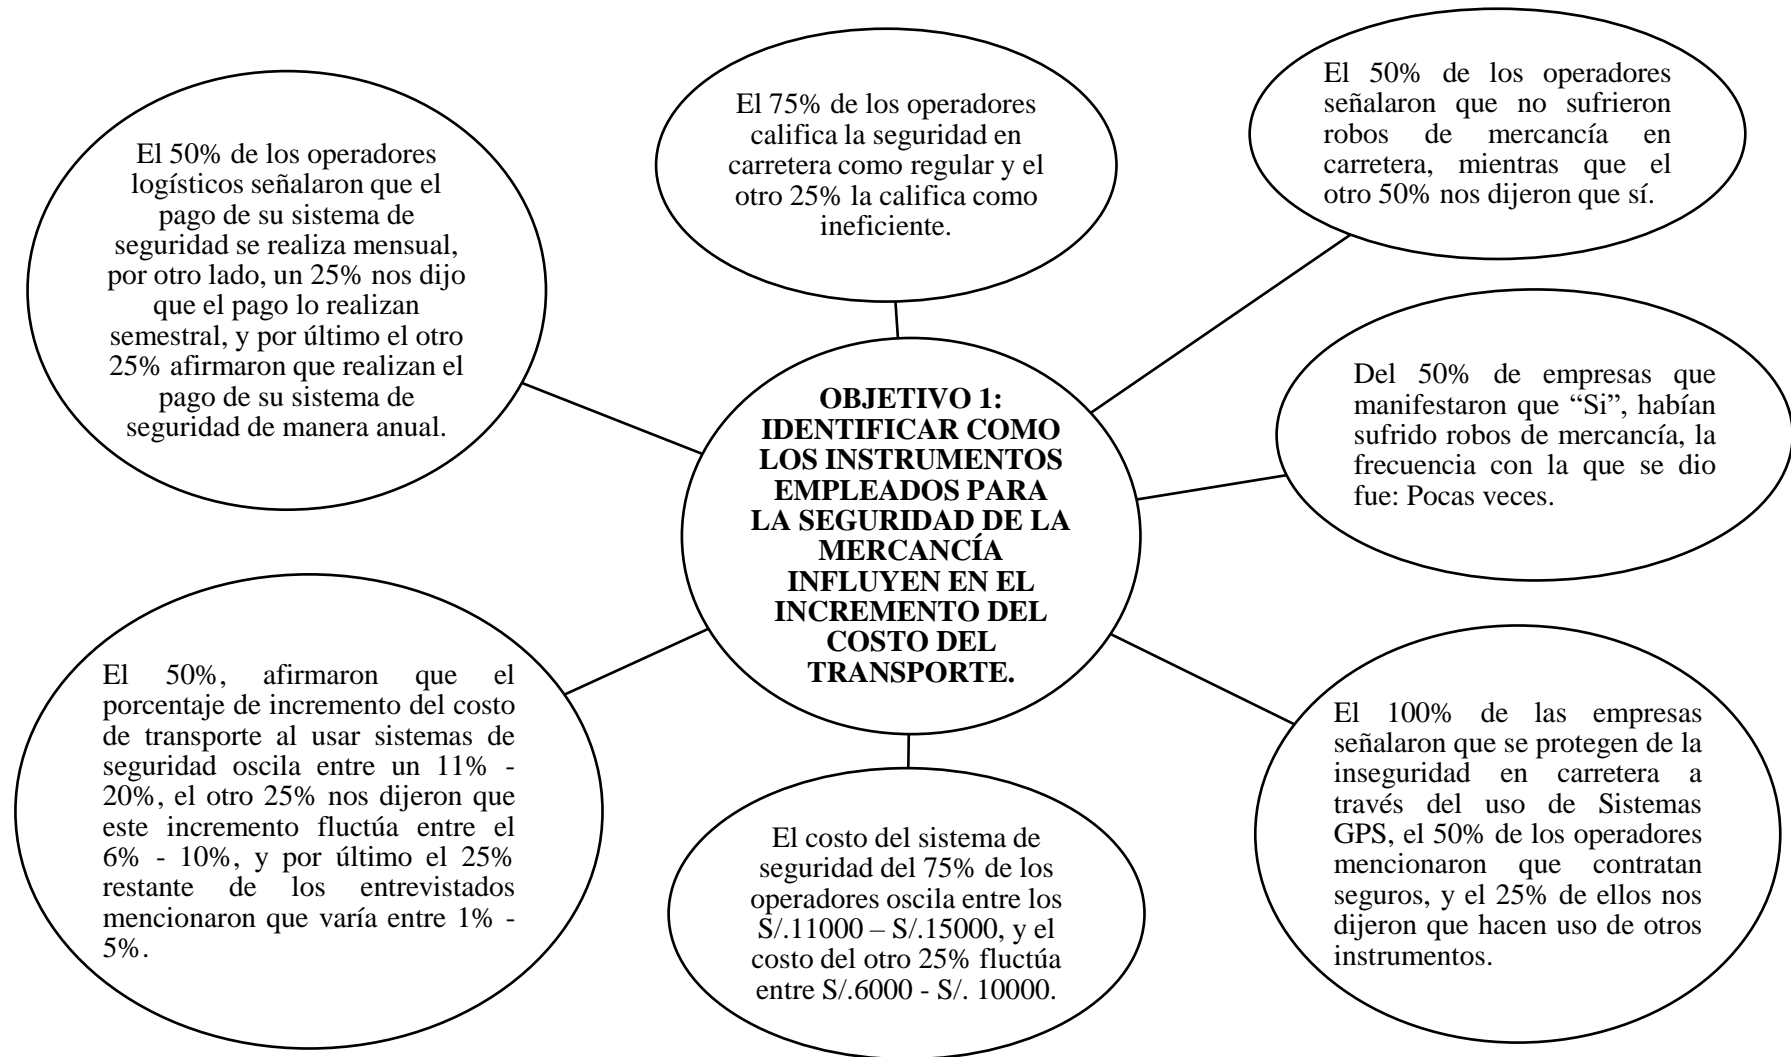 El 50% de los operadores
logísticos señalaron que el
pago de su sistema de
seguridad se realiza mensual,
por otro lado, un 25% nos dijo
que el pago lo realizan
semestral, y por último el otro
25% afirmaron que realizan el
pago de su sistema de
seguridad de manera anual.
El 75% de los operadores
califica la seguridad en
carretera como regular y el
otro 25% la califica como
ineficiente.
El 50% de los operadores
señalaron que no sufrieron
robos de mercancía en
carretera, mientras que el
otro 50% nos dijeron que sí.
Del 50% de empresas que
manifestaron que “Si”, habían
sufrido robos de mercancía, la
frecuencia con la que se dio
fue: Pocas veces.
OBJETIVO 1:
IDENTIFICAR COMO
LOS INSTRUMENTOS
EMPLEADOS PARA
LA SEGURIDAD DE LA
MERCANCÍA
INFLUYEN EN EL
INCREMENTO DEL
COSTO DEL
TRANSPORTE.
El 50%, afirmaron que el
porcentaje de incremento del costo
de transporte al usar sistemas de
seguridad oscila entre un 11% -
20%, el otro 25% nos dijeron que
este incremento fluctúa entre el
6% - 10%, y por último el 25%
restante de los entrevistados
mencionaron que varía entre 1% -
5%.
El costo del sistema de
seguridad del 75% de los
operadores oscila entre los
S/.11000 – S/.15000, y el
costo del otro 25% fluctúa
entre S/.6000 - S/. 10000.
El 100% de las empresas
señalaron que se protegen de la
inseguridad en carretera a
través del uso de Sistemas
GPS, el 50% de los operadores
mencionaron que contratan
seguros, y el 25% de ellos nos
dijeron que hacen uso de otros
instrumentos.